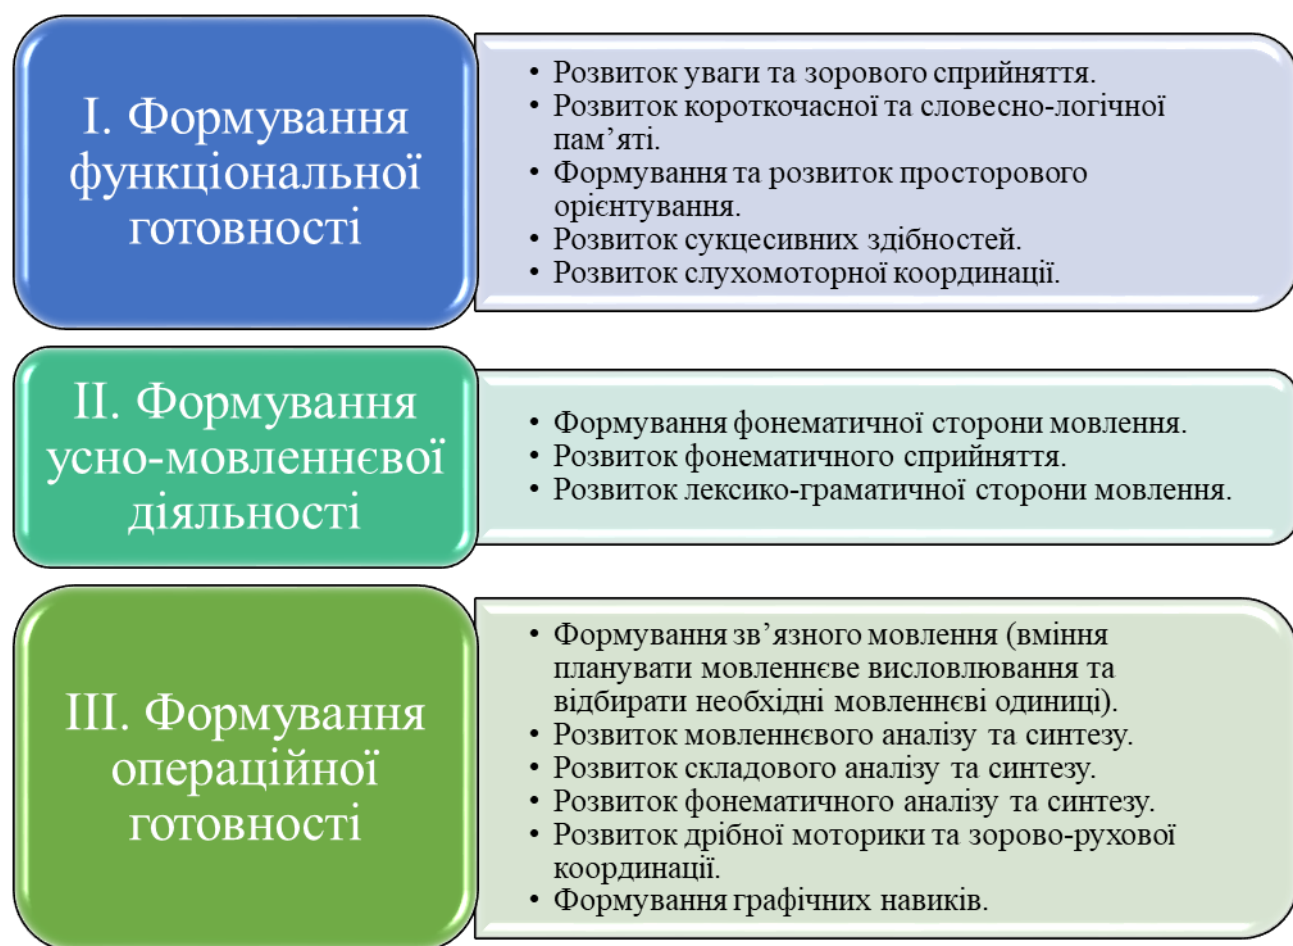 І. Формування
функціональної
готовності
• Розвиток уваги та зорового сприйняття.
• Розвиток короткочасної та словесно-логічної
пам’яті.
• Формування та розвиток просторового
орієнтування.
• Розвиток сукцесивних здібностей.
• Розвиток слухомоторної координації.
ІІ. Формування
усно-мовленнєвої
діяльності
• Формування фонематичної сторони мовлення.
• Розвиток фонематичного сприйняття.
• Розвиток лексико-граматичної сторони мовлення.
ІІІ. Формування
операційної
готовності
• Формування зв’язного мовлення (вміння
планувати мовленнєве висловлювання та
відбирати необхідні мовленнєві одиниці).
• Розвиток мовленнєвого аналізу та синтезу.
• Розвиток складового аналізу та синтезу.
• Розвиток фонематичного аналізу та синтезу.
• Розвиток дрібної моторики та зорово-рухової
координації.
• Формування графічних навиків.